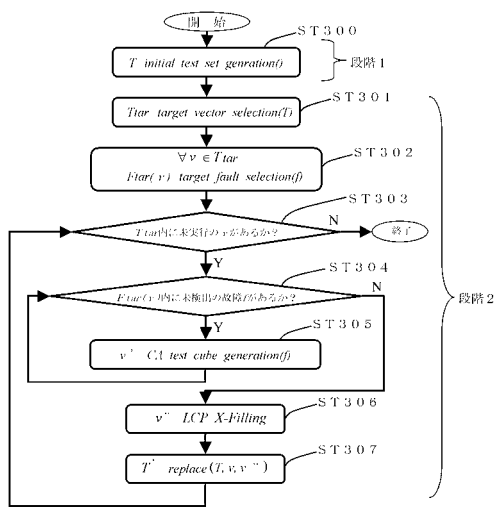 開 始
ST300
T initial test set genration()
段階1
ST301
Ttar target vector selection(T)
ST302
∀v∈Ttar
Ftar(v) target fault selection(f)
ST303
Ttar内に未実行のvがあるか?
N
終了
Y
ST304
Ftar(v)内に未検出の故障fがあるか?
N
Y
ST305
v' CA test cube generation(f)
段階2
ST306
v'' LCP X-Filling
ST307
T' replace(T,v,v'')